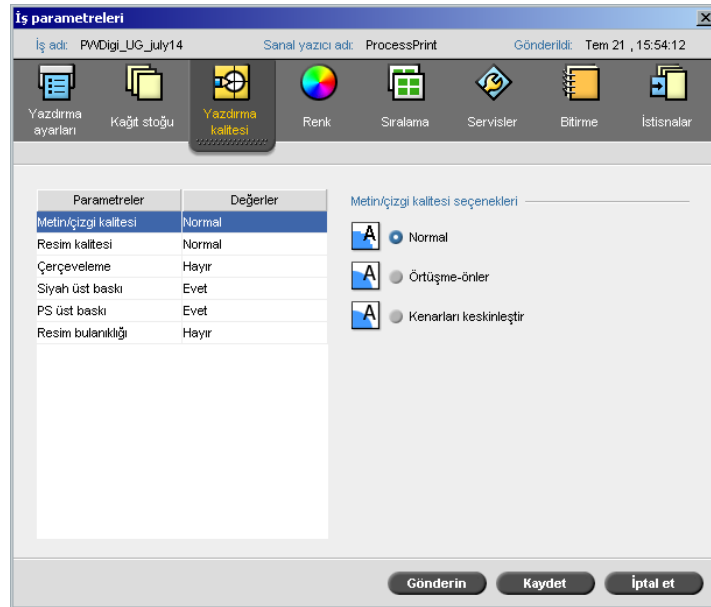 İş parametreleri
İş adı: PWDigi_UG_july14 Sanal yazıcı adı: ProcessPrint Gönderildi: Tem 21 , 15:54:12
Yazdırma ayarları
Kağıt stoğu
Yazdırma kalitesi
Renk
Sıralama
Servisler
Bitirme
İstisnalar
Parametreler Değerler
Metin/çizgi kalitesi Normal
Resim kalitesi Normal
Çerçeveleme Hayır
Siyah üst baskı Evet
PS üst baskı Evet
Resim bulanıklığı Hayır
Metin/çizgi kalitesi seçenekleri
A Normal
A Örtüşme-önler
A Kenarları keskinleştir
Gönderin Kaydet İptal et